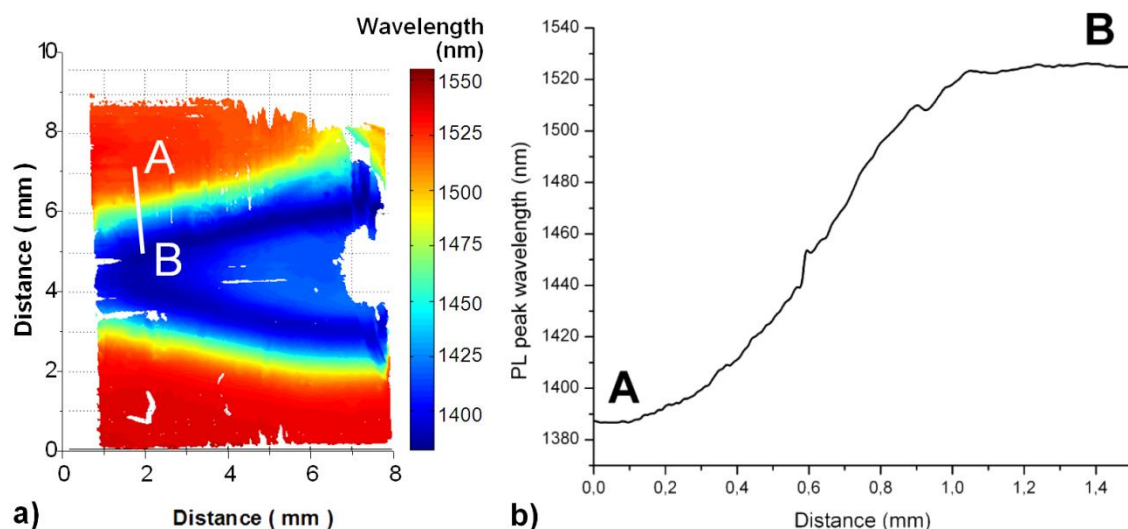 Wavelength
(nm)
10
8
6
4
2
0
0 2 4 6 8
Distance ( mm )
Distance ( mm )
A
B
1550
1525
1500
1475
1450
1425
1400
a)
1540
1520
1500
1480
1460
1440
1420
1400
1380
PL peak wavelength (nm)
A
B
0,0 0,2 0,4 0,6 0,8 1,0 1,2 1,4
Distance (mm)
b)